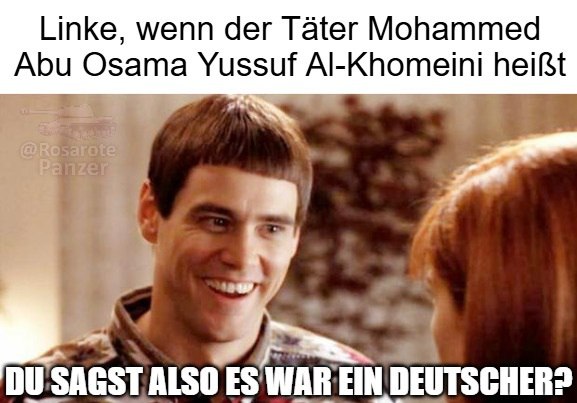 Linke, wenn der Täter Mohammed
Abu Osama Yussuf Al-Khomeini heißt
@Rosarote
Panzer
DU SAGST ALSO ES WAR EIN DEUTSCHER?